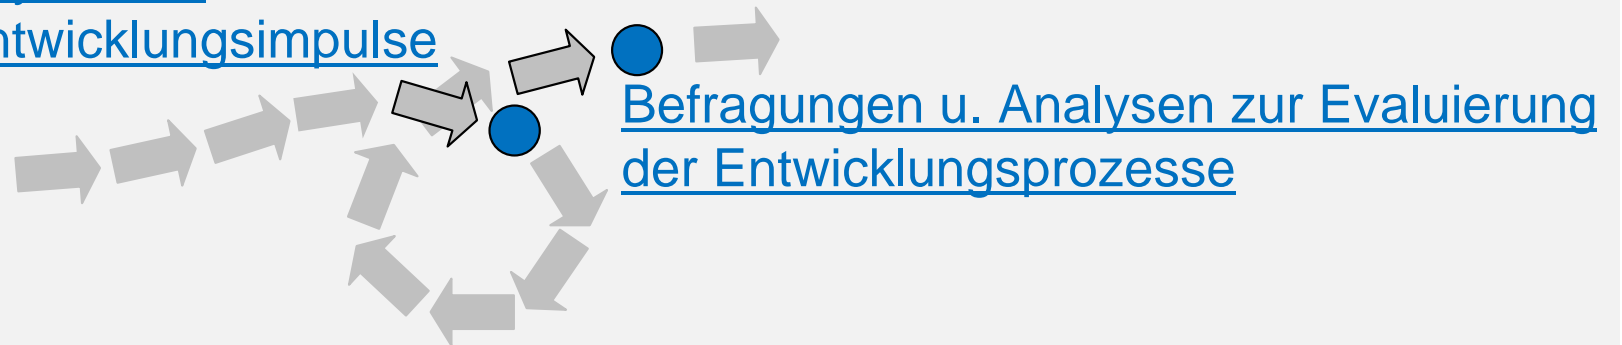 ntwicklungsimpulse
Befragungen u. Analysen zur Evaluierung
der Entwicklungsprozesse